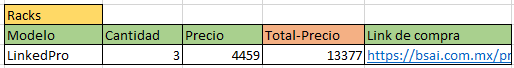 Racks
Modelo Cantidad Precio Total-Precio Link de compra
LinkedPro 3 4459 13377 https://bsai.com.mx/pr